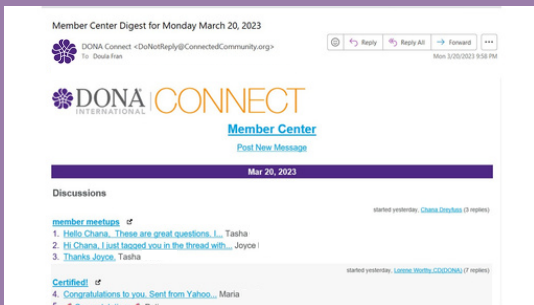 Member Center Digest for Monday March 20, 2023
DONA Connect <DoNotReply@ConnectedCommunity.org>
To Doula Fran
Reply
Reply All
Forward
Mon 3/20/2023 9:58 PM
DONA CONNECT
INTERNATIONAL
Member Center
Post New Message
Mar 20, 2023
Discussions
started yesterday, Chana Dreyfuss (3 replies)
member meetups
1. Hello Chana, These are great questions, I... Tasha
2. Hi Chana, I just tagged you in the thread with... Joyce
3. Thanks Joyce, Tasha
started yesterday, Lorene Worthy, CD(DONA) (7 replies)
Certified!
4. Congratulations to you. Sent from Yahoo... Maria